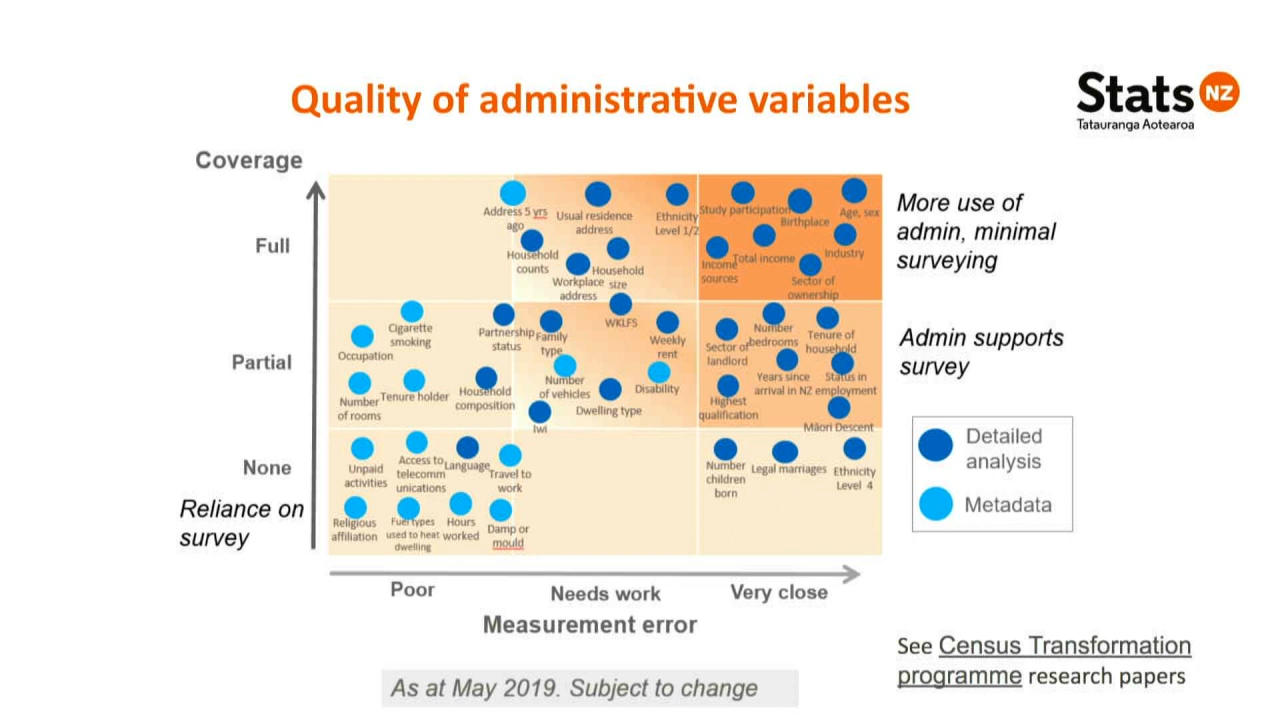 Quality of administrative variables
Stats NZ
Tatauranga Aotearoa
Coverage
Full
Partial
None
Reliance on
survey
Address 5 yrs
ago
Usual residence
address
Ethnicity
Level 1/2
Study participation
Birthplace
Age, sex
Household
counts
Workplace
address
Household
size
Income
sources
Total income
Sector of
ownership
Industry
Occupation
Cigarette
smoking
Partnership
status
Family
type
WKLFS
Weekly
rent
Sector of
landlord
Number
bedrooms
Tenure of
household
Number
of rooms
Tenure holder
Household
composition
Number
of vehicles
Iwi
Dwelling type
Disability
Highest
qualification
Years since
arrival in NZ
Status in
employment
Māori Descent
Unpaid
activities
Access to
telecomm
unications
Language
Travel to
work
Number
children
born
Legal marriages
Ethnicity
Level 4
Religious
affiliation
Fuel types
used to heat
dwelling
Hours
worked
Damp or
mould
More use of
admin, minimal
surveying
Admin supports
survey
Detailed
analysis
Metadata
Poor
Needs work
Very close
Measurement error
As at May 2019. Subject to change
See Census Transformation
programme research papers